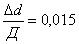 Δd/Д = 0,015